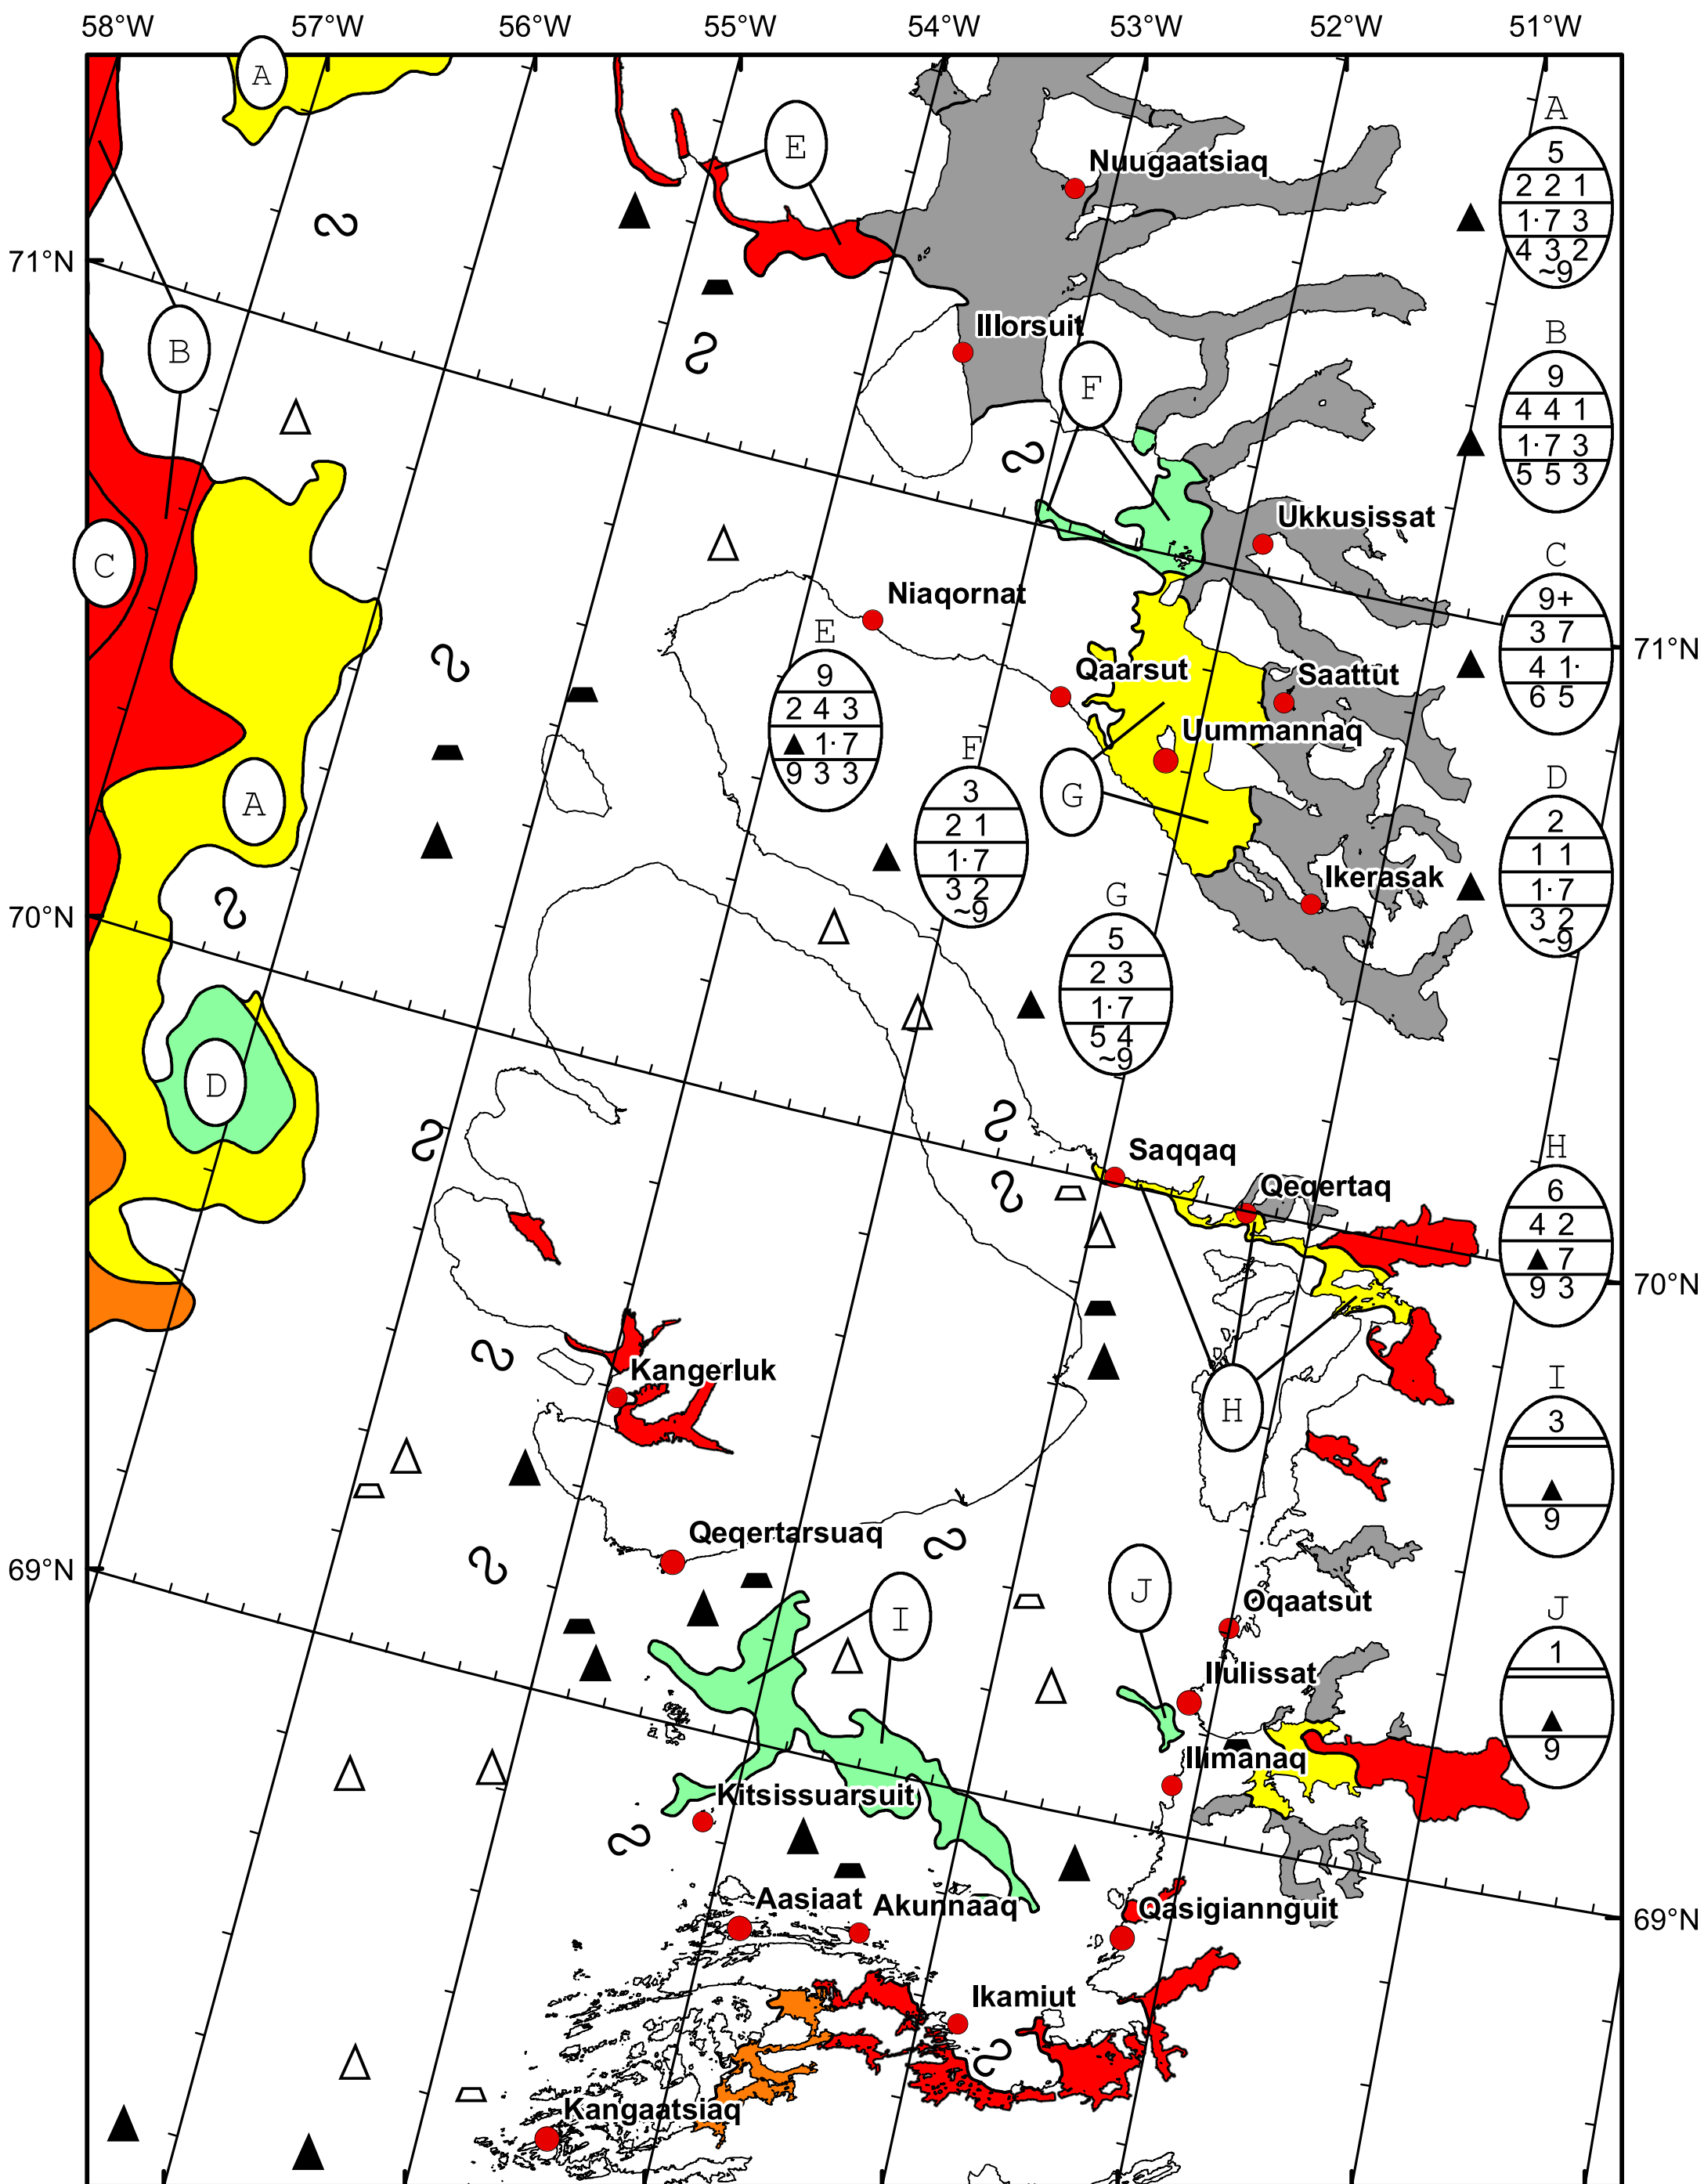 58°W 57°W 56°W 55°W 54°W 53°W 52°W 51°W
A
A
5
2 2 1
1· 7 3
4 3 2
~9
Nuugaatsiaq
E
71°N
B
Illorsuit
F
B
9
4 4 1
1· 7 3
5 5 3
C
Ukkusissat
C
9+
3 7
4 1·
6 5
Niaqornat
71°N
E
9
2 4 3
1· 7
9 3 3
Qaarsut
Saattut
Uummannaq
F
3
2 1
1· 7
3 2
~9
G
A
D
2
1 1
1· 7
3 2
~9
Ikerasak
70°N
G
5
2 3
1· 7
5 4
~9
D
Saqqaq
Qeqertaq
H
6
4 2
7
9 3
70°N
Kangerluk
H
I
3
9
Qeqertarsuaq
69°N
J
I
Oqaatsut
J
1
9
Ilulissat
Ilimanaq
Kitsissuarsuit
Aasiaat
Akunnaaq
Qasigiannguit
69°N
Ikamiut
Kangaatsiaq